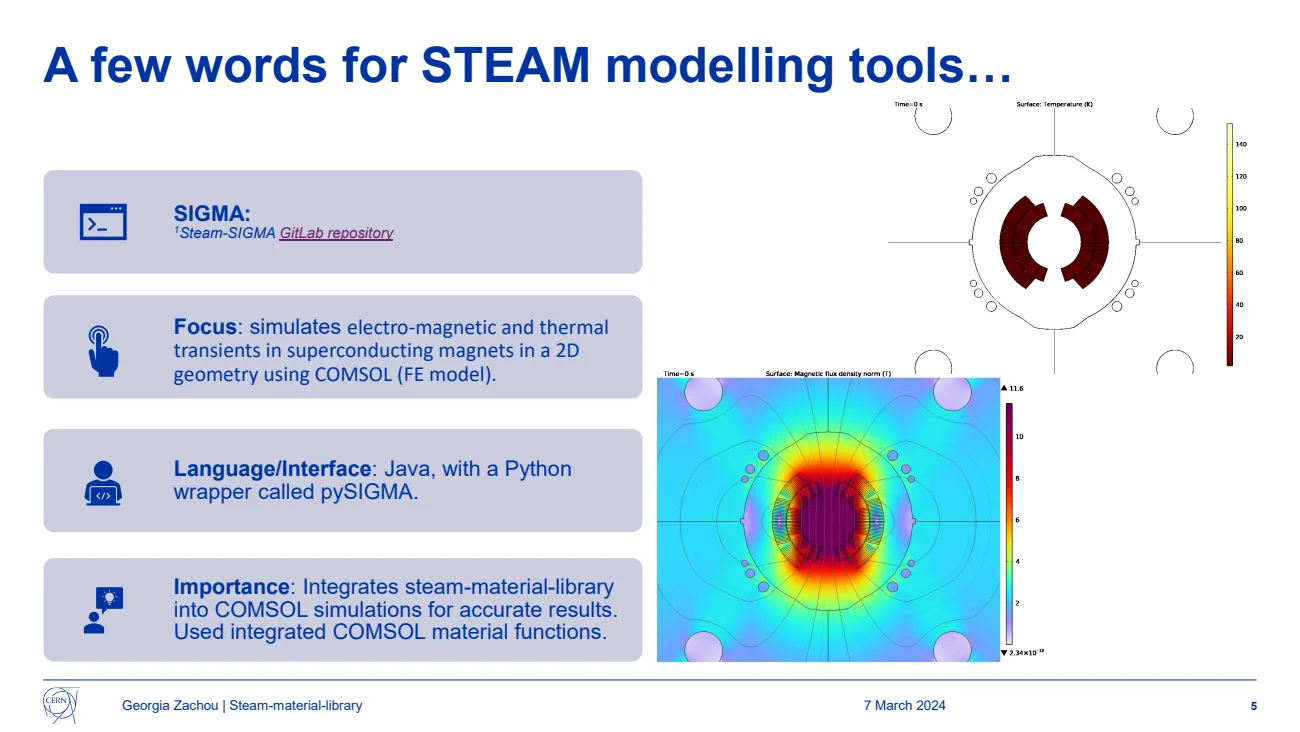 A few words for STEAM modelling tools…
SIGMA:
¹Steam-SIGMA GitLab repository
Focus: simulates electro-magnetic and thermal
transients in superconducting magnets in a 2D
geometry using COMSOL (FE model).
Language/Interface: Java, with a Python
wrapper called pySIGMA.
Importance: Integrates steam-material-library
into COMSOL simulations for accurate results.
Used integrated COMSOL material functions.
Time=0 s
Surface: Temperature (K)
140
120
100
80
60
40
20
Time=0 s
Surface: Magnetic flux density norm (T)
▲ 11.6
10
8
6
4
2
▼ 2.34×10⁻¹²
CERN
Georgia Zachou | Steam-material-library
7 March 2024
5